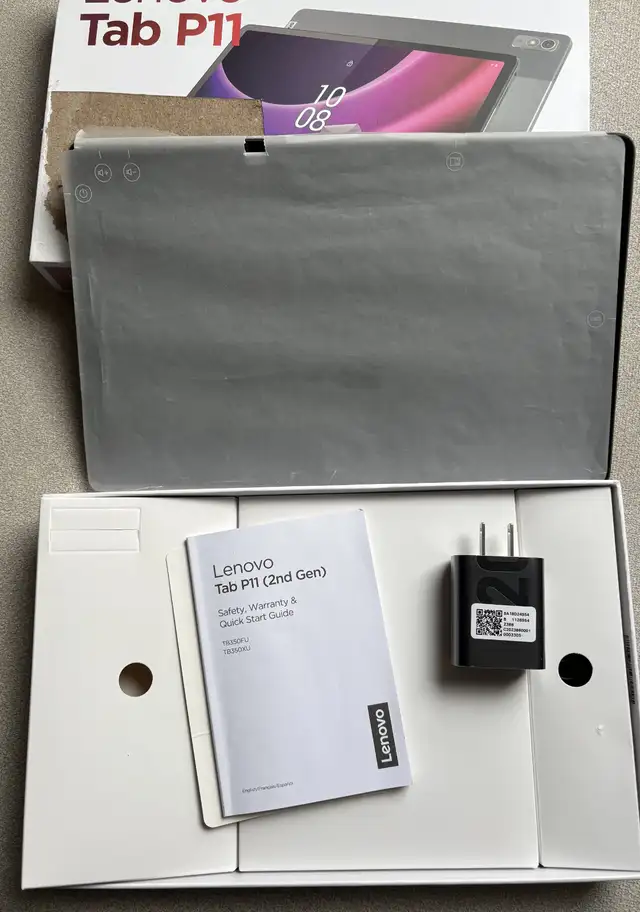 Lenovo
Tab P11
10
08
Lenovo
Tab P11 (2nd Gen)
Safety, Warranty &
Quick Start Guide
TB350FU
TB350XU
Lenovo
English/Français/Español
20